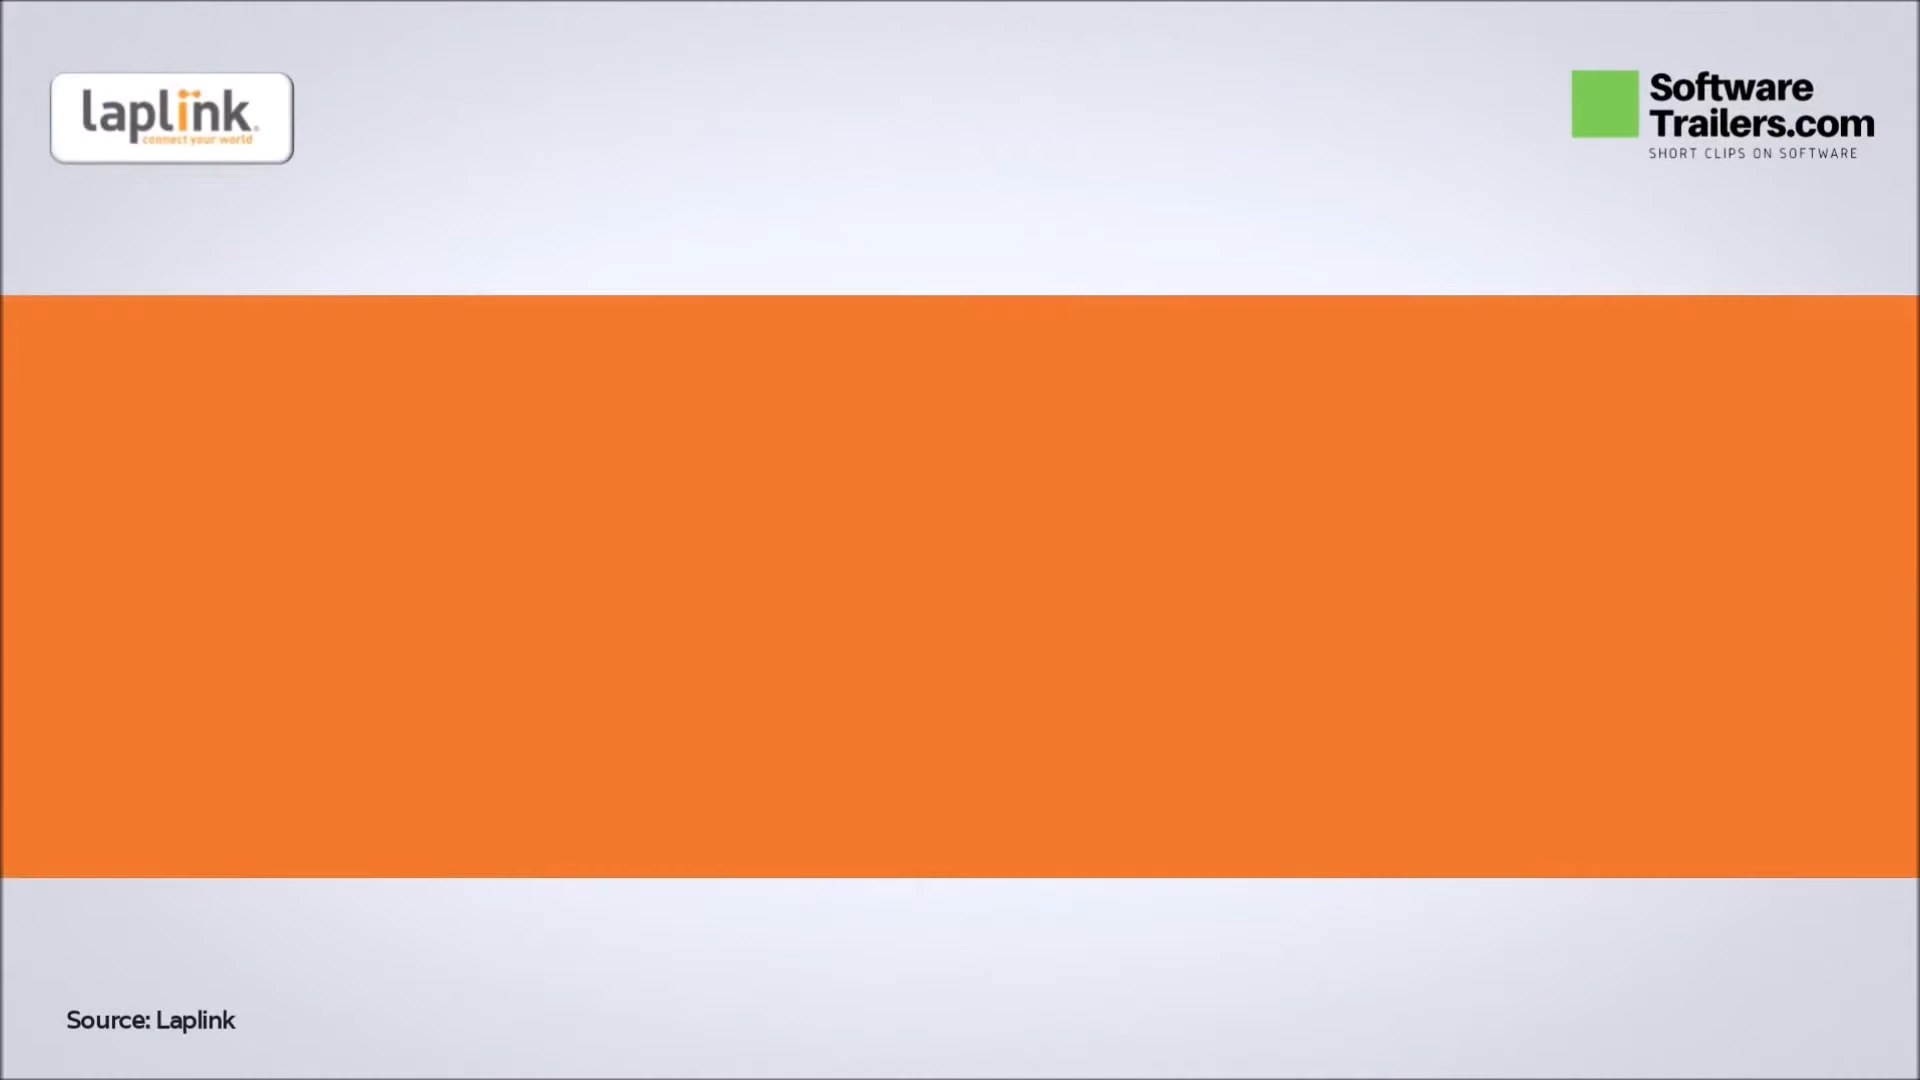 laplink.
connect your world
Software
Trailers.com
SHORT CLIPS ON SOFTWARE
Source: Laplink